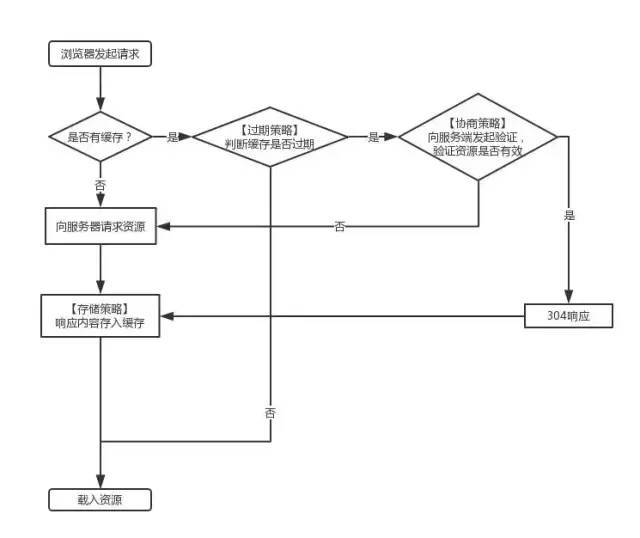 浏览器发起请求
是否有缓存？
是
【过期策略】
判断缓存是否过期
是
【协商策略】
向服务端发起验证，
验证资源是否有效
否
是
向服务器请求资源
否
【存储策略】
响应内容存入缓存
304响应
否
载入资源